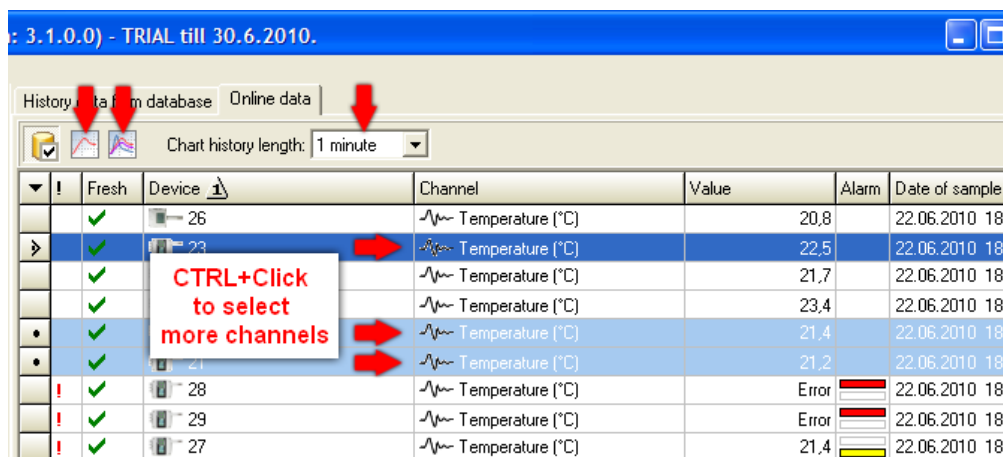 : 3.1.0.0) - TRIAL till 30.6.2010.
History data from database Online data
Chart history length: 1 minute
! Fresh Device 1 Channel Value Alarm Date of sample
26 Temperature (°C) 20,8 22.06.2010 18
23 Temperature (°C) 22,5 22.06.2010 18
Temperature (°C) 21,7 22.06.2010 18
Temperature (°C) 23,4 22.06.2010 18
Temperature (°C) 21,4 22.06.2010 18
21 Temperature (°C) 21,2 22.06.2010 18
CTRL+Click
to select
more channels
! 28 Temperature (°C) Error 22.06.2010 18
! 29 Temperature (°C) Error 22.06.2010 18
! 27 Temperature (°C) 21,4 22.06.2010 18